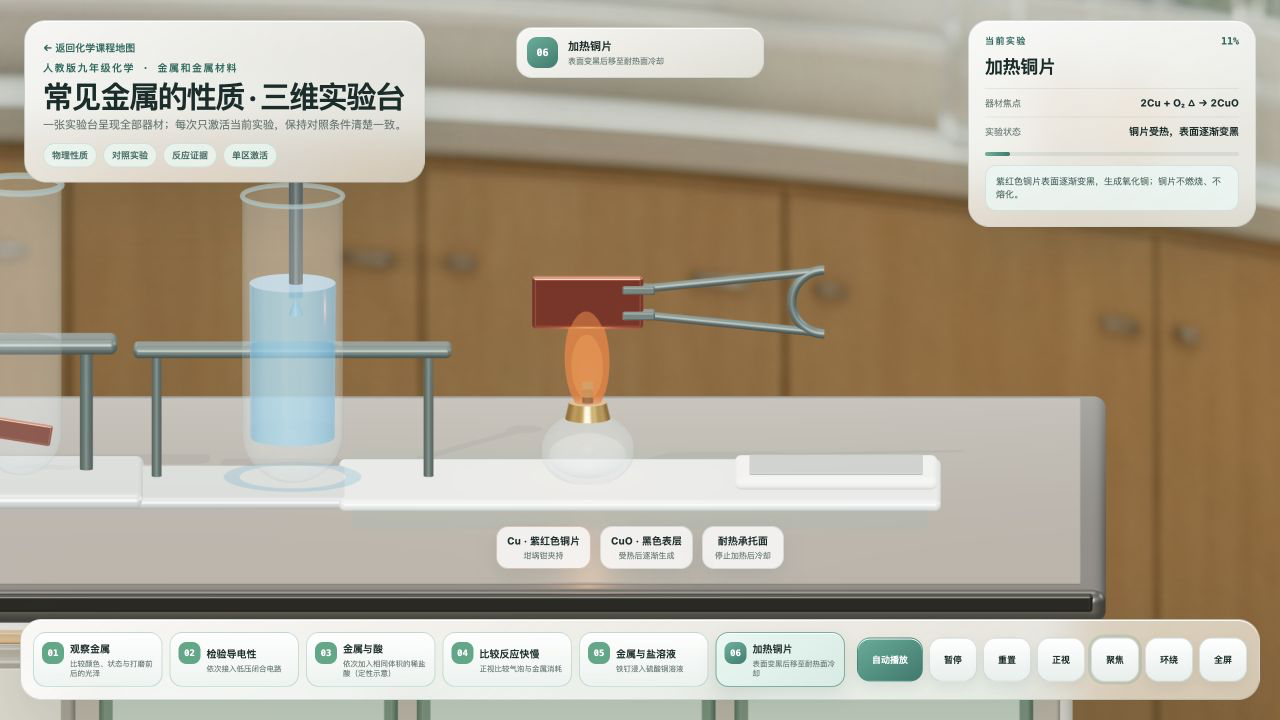 ← 返回化学课程地图
人教版九年级化学 · 金属和金属材料
常见金属的性质·三维实验台
一张实验台呈现全部器材；每次只激活当前实验，保持对照条件清楚一致。
物理性质
对照实验
反应证据
单区激活
06
加热铜片
表面变黑后移至耐热面冷却
当前实验
11%
加热铜片
器材焦点
2Cu + O₂ △ → 2CuO
实验状态
铜片受热，表面逐渐变黑
紫红色铜片表面逐渐变黑，生成氧化铜；铜片不燃烧、不
熔化。
Cu · 紫红色铜片
坩埚钳夹持
CuO · 黑色表层
受热后逐渐生成
耐热承托面
停止加热后冷却
01
观察金属
比较颜色、状态与打磨前
后的光泽
02
检验导电性
依次接入低压闭合电路
03
金属与酸
依次加入相同体积的稀盐
酸（定性示意）
04
比较反应快慢
正视比较气泡与金属消耗
05
金属与盐溶液
铁钉浸入硫酸铜溶液
06
加热铜片
表面变黑后移至耐热面冷
却
自动播放
暂停
重置
正视
聚焦
环绕
全屏